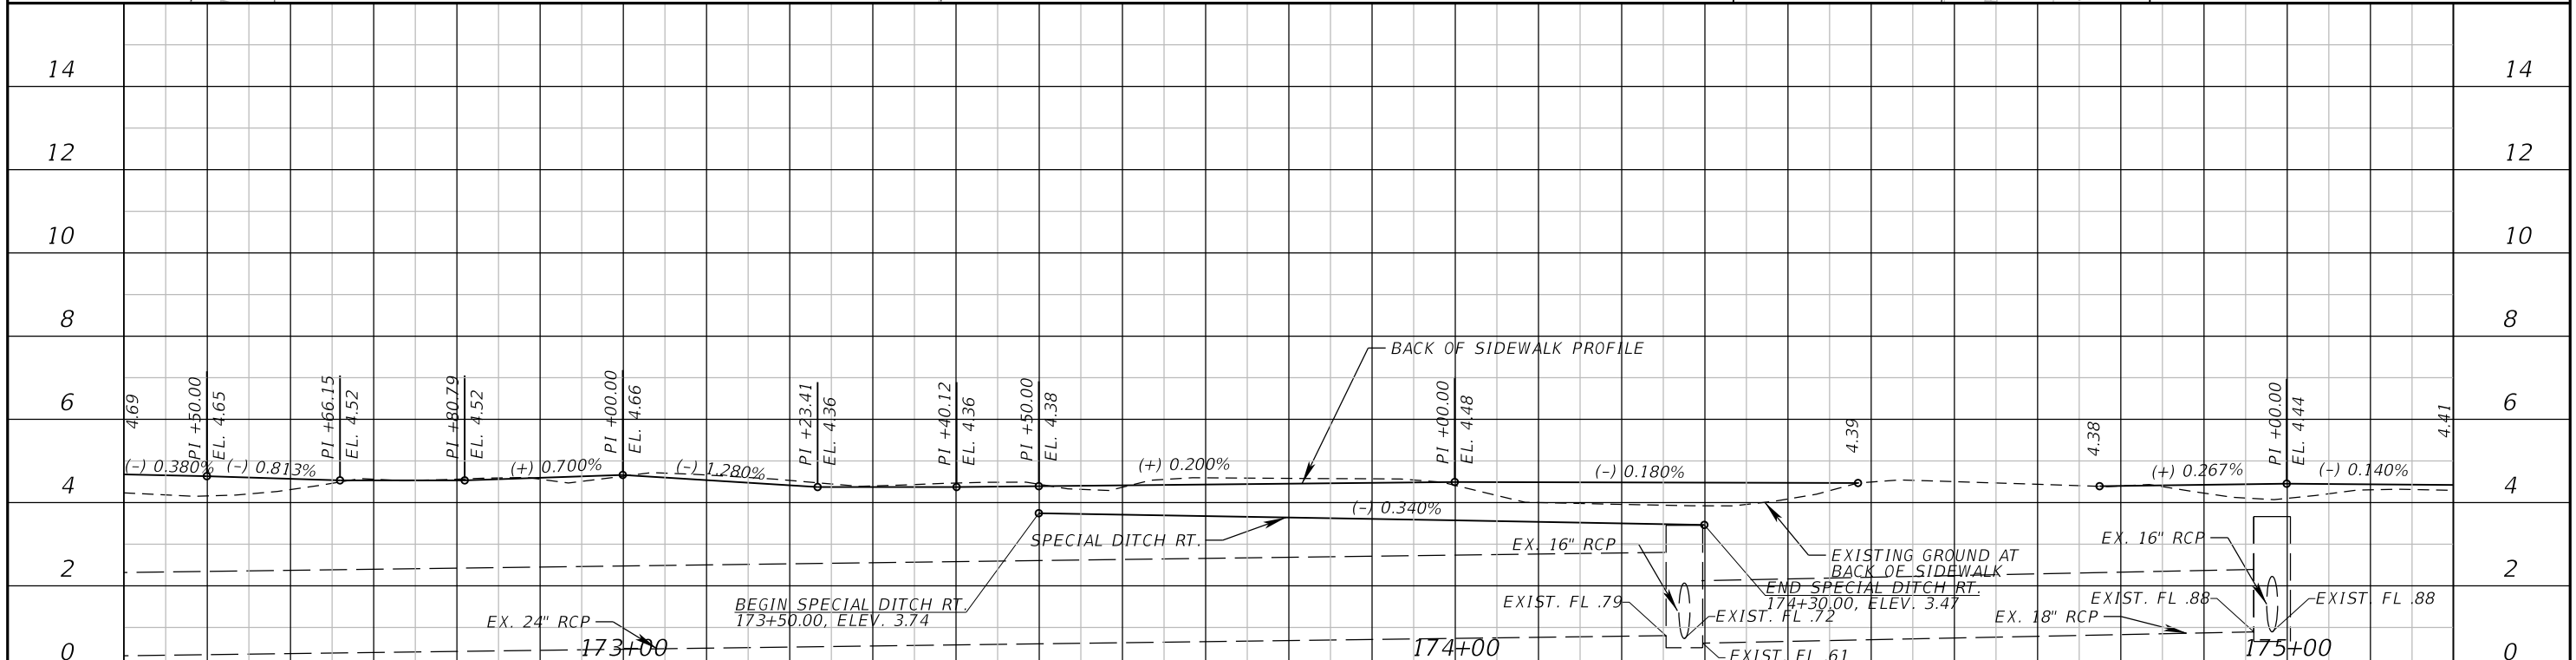 14
14
12
12
10
10
8
8
BACK OF SIDEWALK PROFILE
6
6
4.69
PI +50.00
EL. 4.65
PI +66.15
EL. 4.52
PI +80.79
EL. 4.52
PI +00.00
EL. 4.66
PI +23.41
EL. 4.36
PI +40.12
EL. 4.36
PI +50.00
EL. 4.38
PI +00.00
EL. 4.48
4.39
4.38
PI +00.00
EL. 4.44
4.41
(-) 0.380%
(-) 0.813%
(+) 0.700%
(-) 1.280%
(+) 0.200%
(-) 0.180%
(+) 0.267%
(-) 0.140%
4
4
(-) 0.340%
SPECIAL DITCH RT.
EX. 16" RCP
EXISTING GROUND AT
BACK OF SIDEWALK
EX. 16" RCP
2
2
END SPECIAL DITCH RT.
174+30.00, ELEV. 3.47
BEGIN SPECIAL DITCH RT.
173+50.00, ELEV. 3.74
EXIST. FL .79
EXIST. FL .72
EXIST. FL .88
EXIST. FL .88
EX. 24" RCP
EX. 18" RCP
0
173+00
174+00
EXIST FL .61
175+00
0